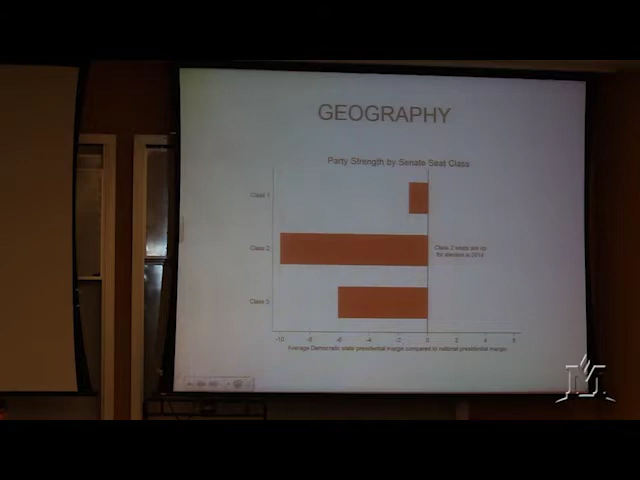 GEOGRAPHY
Party Strength by Senate Seat Class
Class 1
Class 2
Class 2 seats are up
for election in 2014
Class 3
-10 -8 -6 -4 -2 0 2 4 6
Average Democratic state presidential margin compared to national presidential margin